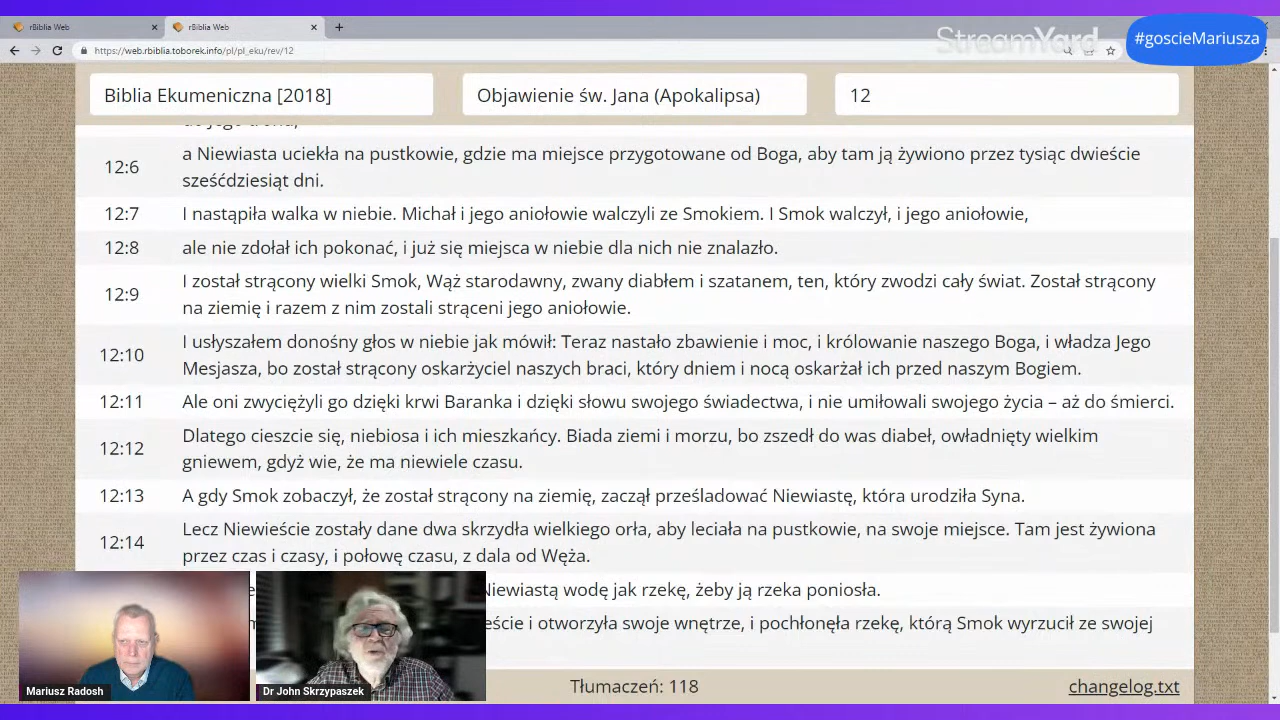 rBiblia Web
rBiblia Web
https://web.rbiblia.toborek.info/pl/pl_eku/rev/12
StreamYard
#goscieMariusza
Biblia Ekumeniczna [2018]
Objawienie św. Jana (Apokalipsa)
12
12:6
a Niewiasta uciekła na pustkowie, gdzie ma miejsce przygotowane od Boga, aby tam ją żywiono przez tysiąc dwieście
sześćdziesiąt dni.
12:7
I nastąpiła walka w niebie. Michał i jego aniołowie walczyli ze Smokiem. I Smok walczył, i jego aniołowie,
12:8
ale nie zdołał ich pokonać, i już się miejsca w niebie dla nich nie znalazło.
12:9
I został strącony wielki Smok, Wąż starodawny, zwany diabłem i szatanem, ten, który zwodzi cały świat. Został strącony
na ziemię i razem z nim zostali strąceni jego aniołowie.
12:10
I usłyszałem donośny głos w niebie jak mówił: Teraz nastało zbawienie i moc, i królowanie naszego Boga, i władza Jego
Mesjasza, bo został strącony oskarżyciel naszych braci, który dniem i nocą oskarżał ich przed naszym Bogiem.
12:11
Ale oni zwyciężyli go dzięki krwi Baranka i dzięki słowu swojego świadectwa, i nie umiłowali swojego życia – aż do śmierci.
12:12
Dlatego cieszcie się, niebiosa i ich mieszkańcy. Biada ziemi i morzu, bo zszedł do was diabeł, owładnięty wielkim
gniewem, gdyż wie, że ma niewiele czasu.
12:13
A gdy Smok zobaczył, że został strącony na ziemię, zaczął prześladować Niewiastę, która urodziła Syna.
12:14
Lecz Niewieście zostały dane dwa skrzydła wielkiego orła, aby leciała na pustkowie, na swoje miejsce. Tam jest żywiona
przez czas i czasy, i połowę czasu, z dala od Węża.
Niewiastą wodę jak rzekę, żeby ją rzeka poniosła.
i otworzyła swoje wnętrze, i pochłonęła rzekę, którą Smok wyrzucił ze swojej
Mariusz Radosh
Dr John Skrzypaszek
Tłumaczeń: 118
changelog.txt